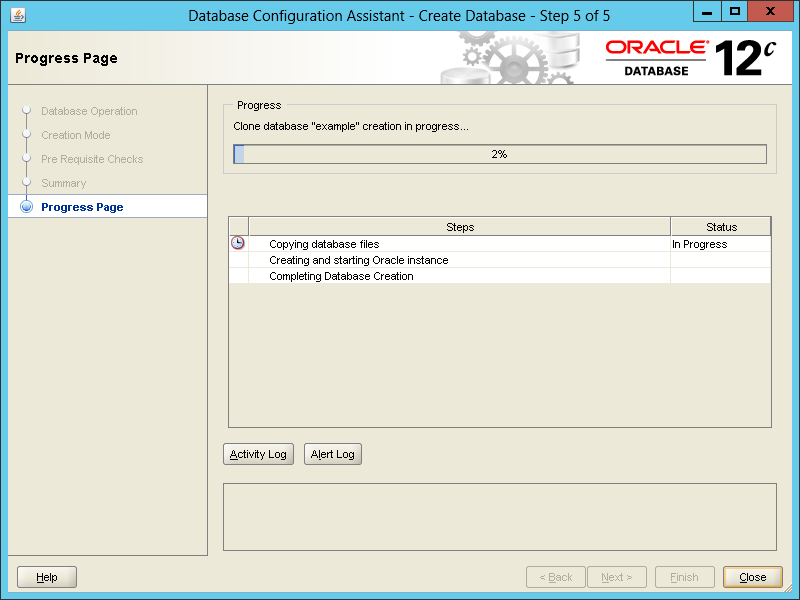 Database Configuration Assistant - Create Database - Step 5 of 5
Progress Page
ORACLE®
DATABASE
12c
Database Operation
Creation Mode
Pre Requisite Checks
Summary
Progress Page
Progress
Clone database "example" creation in progress...
2%
Steps Status
Copying database files In Progress
Creating and starting Oracle instance
Completing Database Creation
Activity Log Alert Log
Help < Back Next > Finish Close